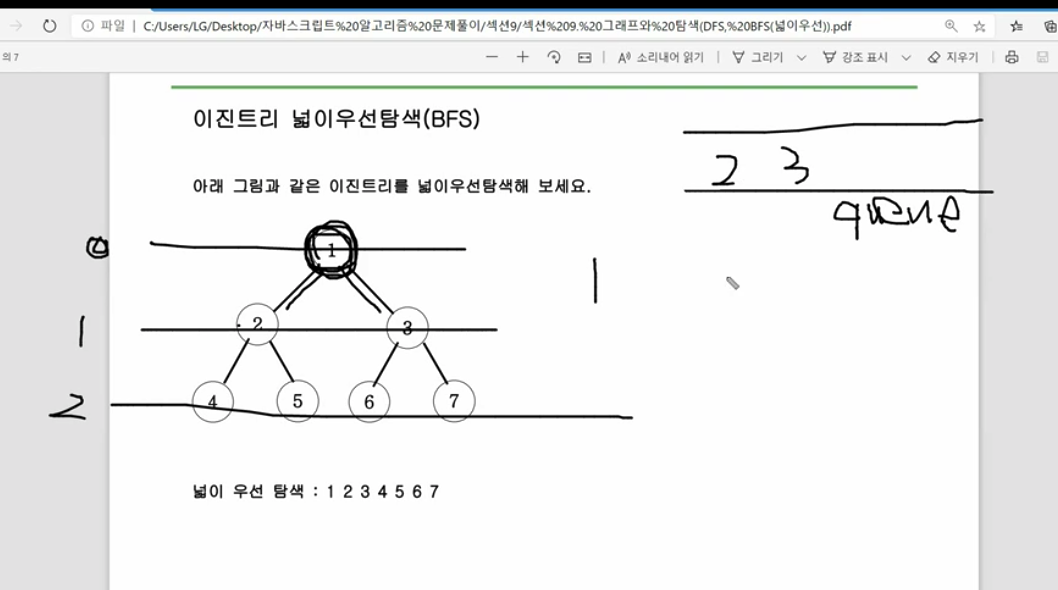 파일 | C:/Users/LG/Desktop/자바스크립트%20알고리즘%20문제풀이/섹션9/섹션%209.%20그래프와%20탐색(DFS,%20BFS(넓이우선)).pdf
의 7
소리내어 읽기 | 그리기 강조 표시 지우기
이진트리 넓이우선탐색(BFS)
아래 그림과 같은 이진트리를 넓이우선탐색해 보세요.
2 3
queue
0
1
1
1
2
3
2
4 5 6 7
넓이 우선 탐색 : 1 2 3 4 5 6 7